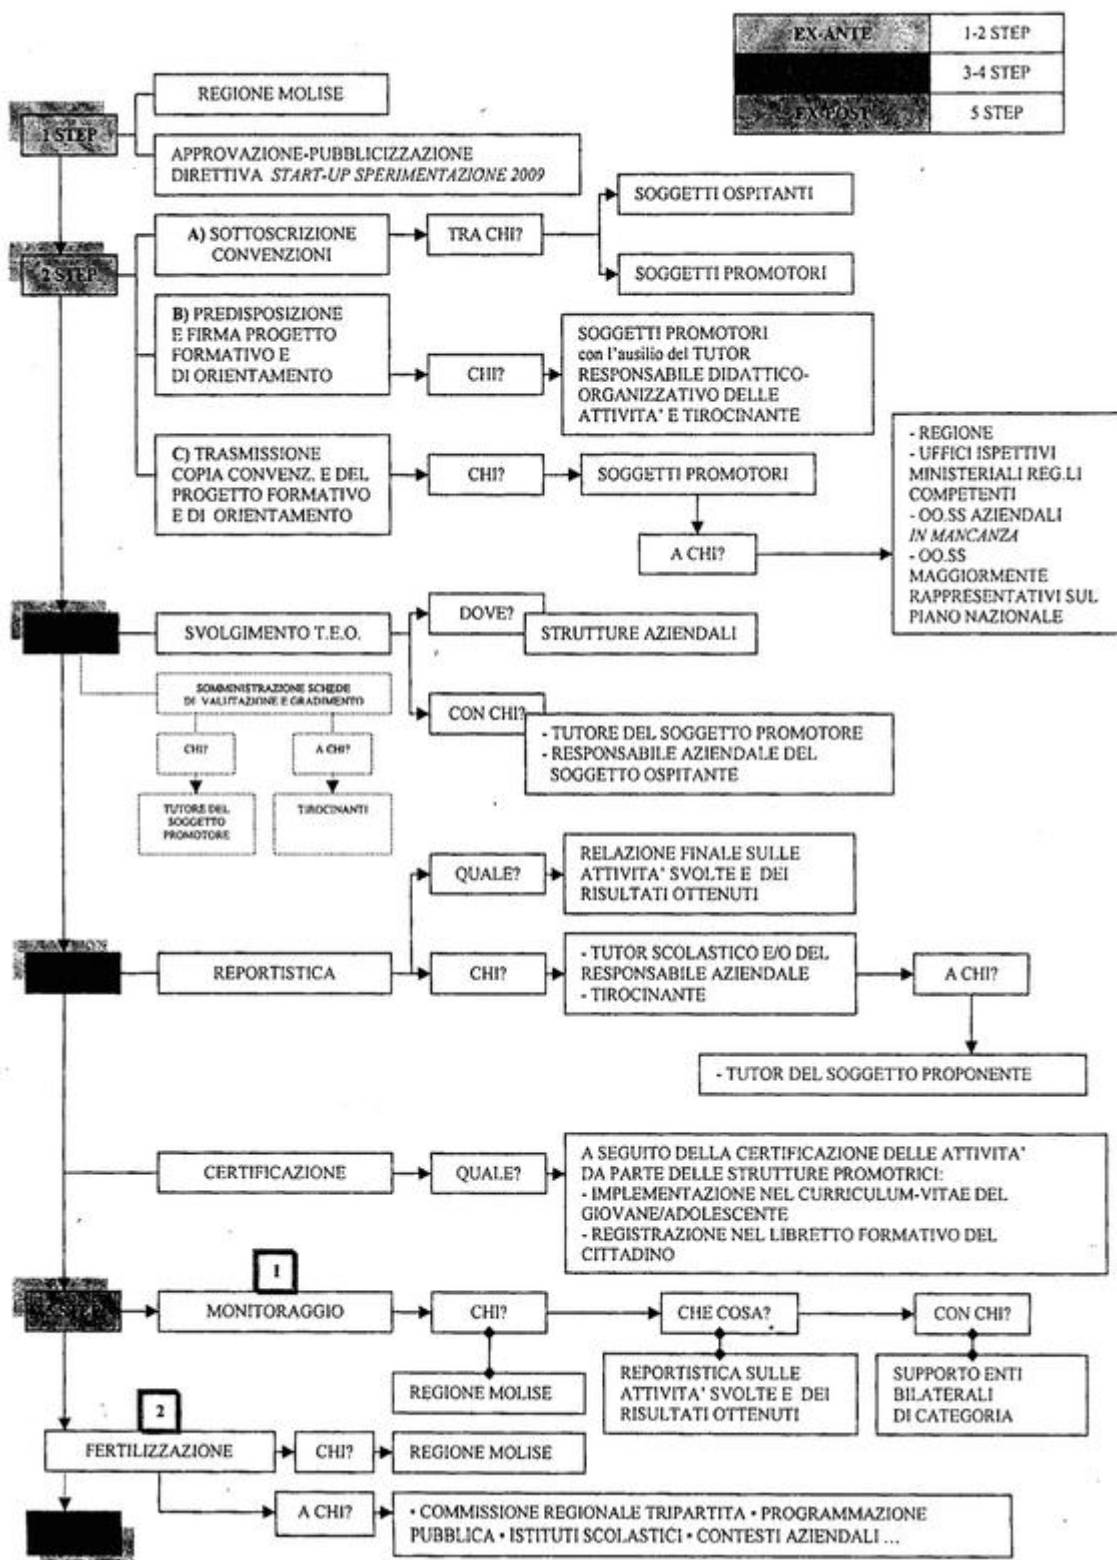 EX-ANTE
1-2 STEP
3-4 STEP
EX-POST
5 STEP
1 STEP
REGIONE MOLISE
APPROVAZIONE-PUBBLICIZZAZIONE
DIRETTIVA START-UP SPERIMENTAZIONE 2009
2 STEP
A) SOTTOSCRIZIONE
CONVENZIONI
TRA CHI?
SOGGETTI OSPITANTI
SOGGETTI PROMOTORI
B) PREDISPOSIZIONE
E FIRMA PROGETTO
FORMATIVO E
DI ORIENTAMENTO
CHI?
SOGGETTI PROMOTORI
con l'ausilio del TUTOR
RESPONSABILE DIDATTICO-
ORGANIZZATIVO DELLE
ATTIVITA' E TIROCINANTE
C) TRASMISSIONE
COPIA CONVENZ. E DEL
PROGETTO FORMATIVO
E DI ORIENTAMENTO
CHI?
SOGGETTI PROMOTORI
A CHI?
- REGIONE
- UFFICI ISPETTIVI
MINISTERIALI REG.LI
COMPETENTI
- OO.SS AZIENDALI
IN MANCANZA
- OO.SS
MAGGIORMENTE
RAPPRESENTATIVI SUL
PIANO NAZIONALE
SVOLGIMENTO T.E.O.
DOVE?
STRUTTURE AZIENDALI
CON CHI?
- TUTORE DEL SOGGETTO PROMOTORE
- RESPONSABILE AZIENDALE DEL
SOGGETTO OSPITANTE
SOMMINISTRAZIONE SCHEDE
DI VALUTAZIONE E GRADIMENTO
CHI?
A CHI?
TUTORE DEL
SOGGETTO
PROMOTORE
TIROCINANTI
REPORTISTICA
QUALE?
RELAZIONE FINALE SULLE
ATTIVITA' SVOLTE E DEI
RISULTATI OTTENUTI
CHI?
- TUTOR SCOLASTICO E/O DEL
RESPONSABILE AZIENDALE
- TIROCINANTE
A CHI?
- TUTOR DEL SOGGETTO PROPONENTE
CERTIFICAZIONE
QUALE?
A SEGUITO DELLA CERTIFICAZIONE DELLE ATTIVITA'
DA PARTE DELLE STRUTTURE PROMOTRICI:
- IMPLEMENTAZIONE NEL CURRICULUM-VITAE DEL
GIOVANE/ADOLESCENTE
- REGISTRAZIONE NEL LIBRETTO FORMATIVO DEL
CITTADINO
1
STEP
MONITORAGGIO
CHI?
CHE COSA?
CON CHI?
REGIONE MOLISE
REPORTISTICA SULLE
ATTIVITA' SVOLTE E DEI
RISULTATI OTTENUTI
SUPPORTO ENTI
BILATERALI
DI CATEGORIA
2
FERTILIZZAZIONE
CHI?
REGIONE MOLISE
A CHI?
• COMMISSIONE REGIONALE TRIPARTITA • PROGRAMMAZIONE
PUBBLICA • ISTITUTI SCOLASTICI • CONTESTI AZIENDALI ...